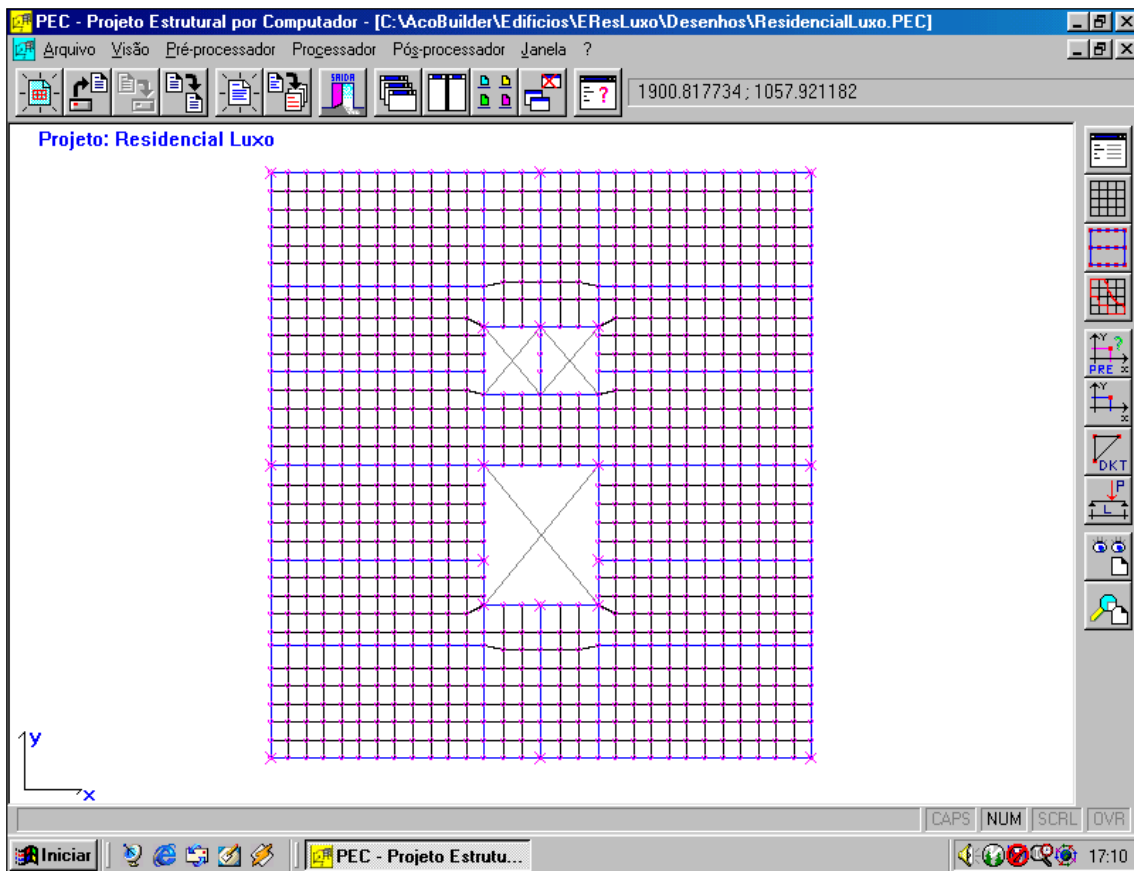 PEC - Projeto Estrutural por Computador - [C:\AcoBuilder\Edificios\EResLuxo\Desenhos\ResidencialLuxo.PEC]
Arquivo Visão Pré-processador Processador Pós-processador Janela ?
SAIDA
? 1900.817734 ; 1057.921182
Projeto: Residencial Luxo
Y ?
PRE x
Y
x
DKT
P
L
y
x
CAPS NUM SCRL OVR
Iniciar PEC - Projeto Estrutu... 17:10